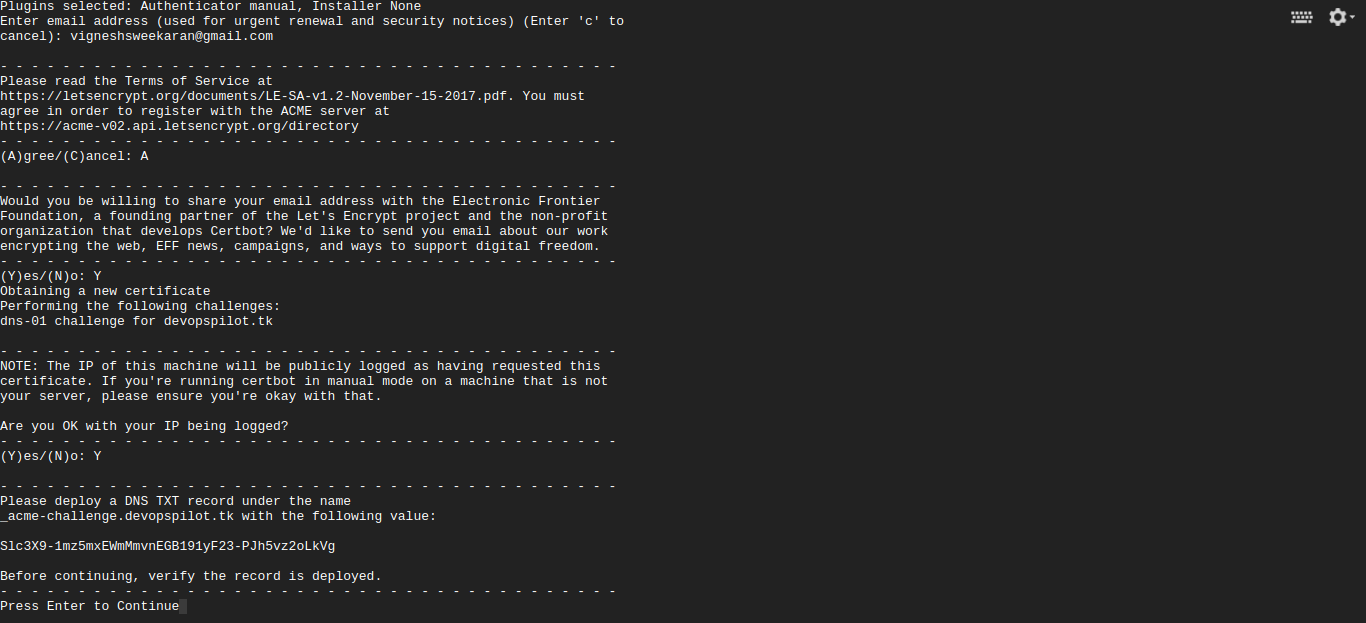 Plugins selected: Authenticator manual, Installer None
Enter email address (used for urgent renewal and security notices) (Enter 'c' to
cancel): vigneshsweekaran@gmail.com
- - - - - - - - - - - - - - - - - - - - - - - - - - - - - - - - - - - - - - - -
Please read the Terms of Service at
https://letsencrypt.org/documents/LE-SA-v1.2-November-15-2017.pdf. You must
agree in order to register with the ACME server at
https://acme-v02.api.letsencrypt.org/directory
- - - - - - - - - - - - - - - - - - - - - - - - - - - - - - - - - - - - - - - -
(A)gree/(C)ancel: A
- - - - - - - - - - - - - - - - - - - - - - - - - - - - - - - - - - - - - - - -
Would you be willing to share your email address with the Electronic Frontier
Foundation, a founding partner of the Let's Encrypt project and the non-profit
organization that develops Certbot? We'd like to send you email about our work
encrypting the web, EFF news, campaigns, and ways to support digital freedom.
- - - - - - - - - - - - - - - - - - - - - - - - - - - - - - - - - - - - - - - -
(Y)es/(N)o: Y
Obtaining a new certificate
Performing the following challenges:
dns-01 challenge for devopspilot.tk
- - - - - - - - - - - - - - - - - - - - - - - - - - - - - - - - - - - - - - - -
NOTE: The IP of this machine will be publicly logged as having requested this
certificate. If you're running certbot in manual mode on a machine that is not
your server, please ensure you're okay with that.
Are you OK with your IP being logged?
- - - - - - - - - - - - - - - - - - - - - - - - - - - - - - - - - - - - - - - -
(Y)es/(N)o: Y
- - - - - - - - - - - - - - - - - - - - - - - - - - - - - - - - - - - - - - - -
Please deploy a DNS TXT record under the name
_acme-challenge.devopspilot.tk with the following value:
Slc3X9-1mz5mxEWmMmvnEGB191yF23-PJh5vz2oLkVg
Before continuing, verify the record is deployed.
- - - - - - - - - - - - - - - - - - - - - - - - - - - - - - - - - - - - - - - -
Press Enter to Continue